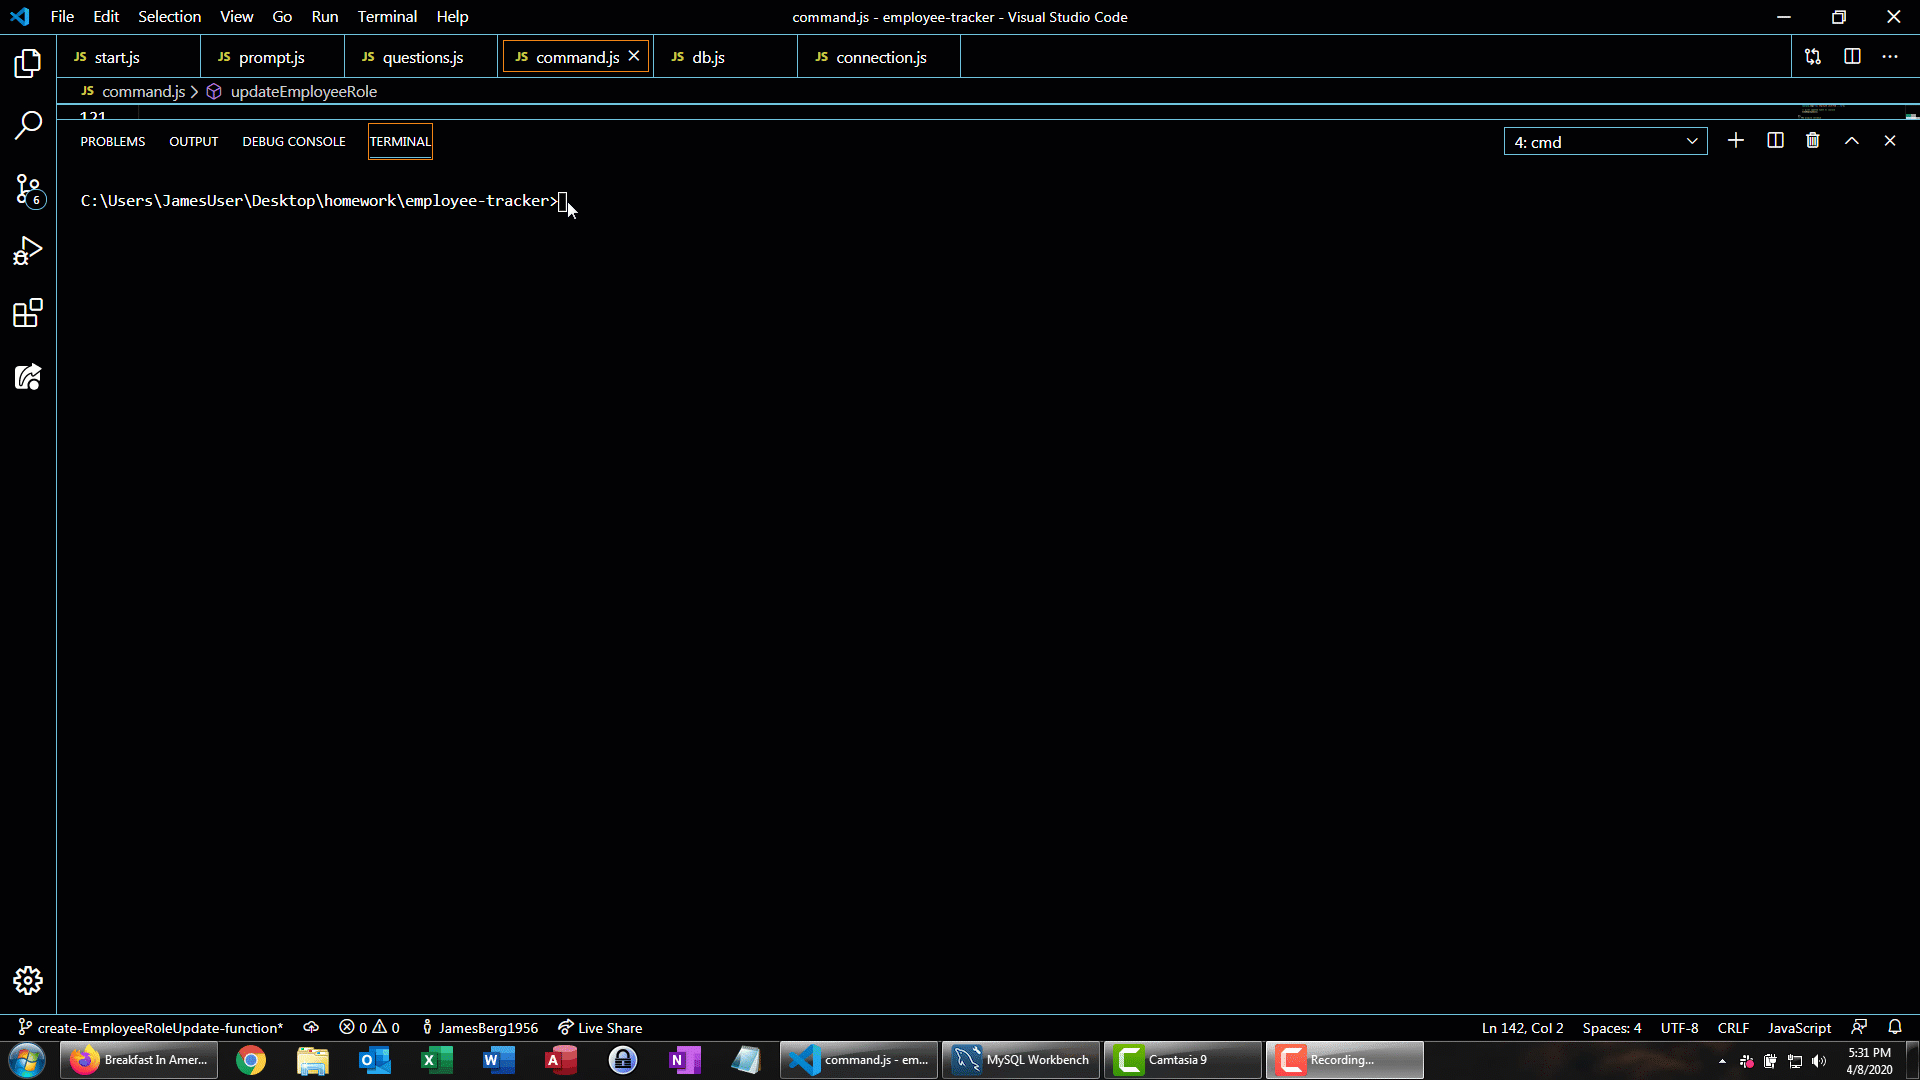 File Edit Selection View Go Run Terminal Help
command.js - employee-tracker - Visual Studio Code
JS start.js JS prompt.js JS questions.js JS command.js JS db.js JS connection.js
JS command.js > updateEmployeeRole
121
PROBLEMS OUTPUT DEBUG CONSOLE TERMINAL
4: cmd
C:\Users\JamesUser\Desktop\homework\employee-tracker>
6
create-EmployeeRoleUpdate-function* 0 0 JamesBerg1956 Live Share
Ln 142, Col 2 Spaces: 4 UTF-8 CRLF JavaScript
Breakfast In Amer... command.js - em... MySQL Workbench Camtasia 9 Recording...
5:31 PM
4/8/2020